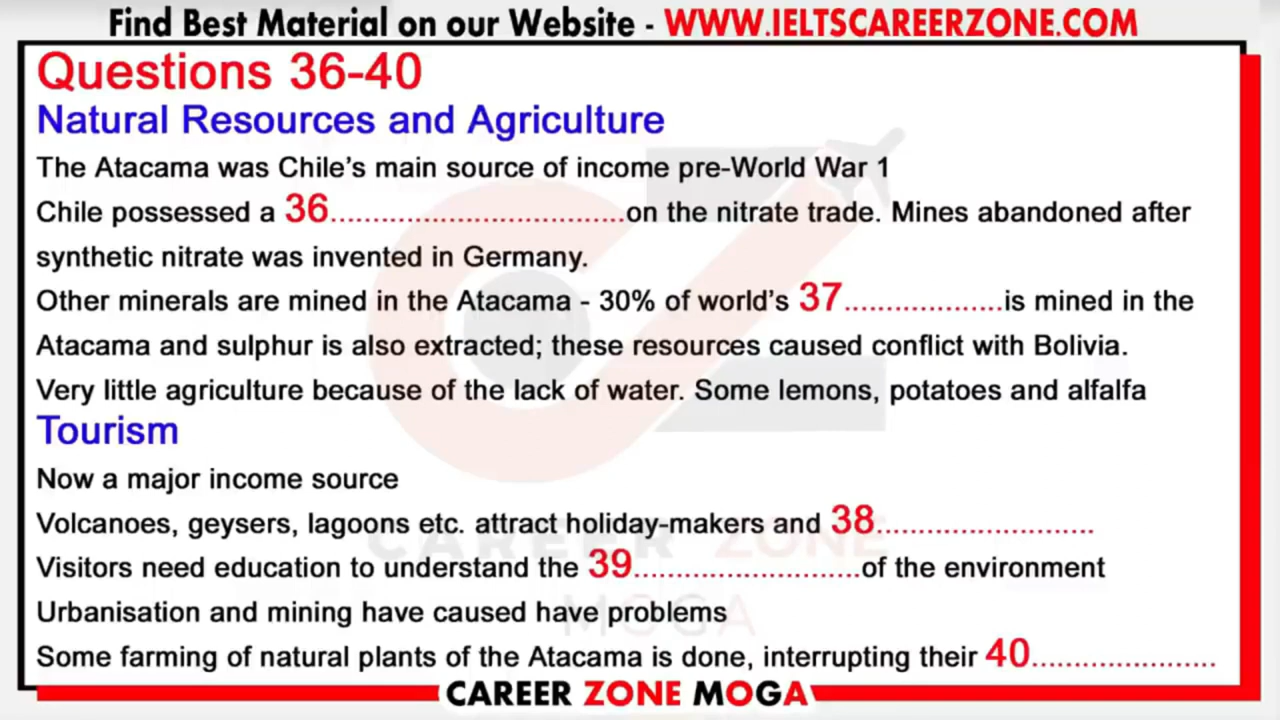 Find Best Material on our Website - WWW.IELTSCAREERZONE.COM
Questions 36-40
Natural Resources and Agriculture
The Atacama was Chile's main source of income pre-World War 1
Chile possessed a 36...................................on the nitrate trade. Mines abandoned after
synthetic nitrate was invented in Germany.
Other minerals are mined in the Atacama - 30% of world's 37...................is mined in the
Atacama and sulphur is also extracted; these resources caused conflict with Bolivia.
Very little agriculture because of the lack of water. Some lemons, potatoes and alfalfa
Tourism
Now a major income source
Volcanoes, geysers, lagoons etc. attract holiday-makers and 38..........................
Visitors need education to understand the 39...........................of the environment
Urbanisation and mining have caused have problems
Some farming of natural plants of the Atacama is done, interrupting their 40......................
CAREER ZONE
MOGA
CAREER ZONE MOGA